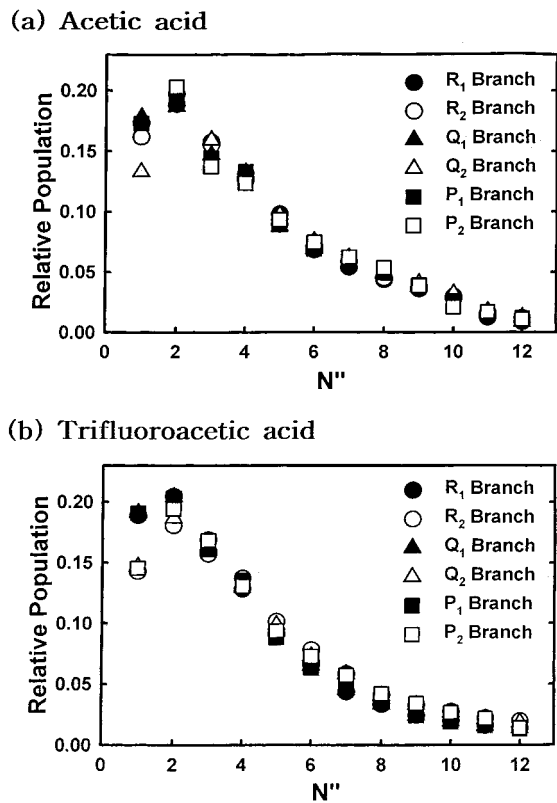 (a) Acetic acid
0.20
0.15
0.10
0.05
0.00
Relative Population
R₁ Branch
R₂ Branch
Q₁ Branch
Q₂ Branch
P₁ Branch
P₂ Branch
0 2 4 6 8 10 12
N"
(b) Trifluoroacetic acid
0.20
0.15
0.10
0.05
0.00
Relative Population
R₁ Branch
R₂ Branch
Q₁ Branch
Q₂ Branch
P₁ Branch
P₂ Branch
0 2 4 6 8 10 12
N"